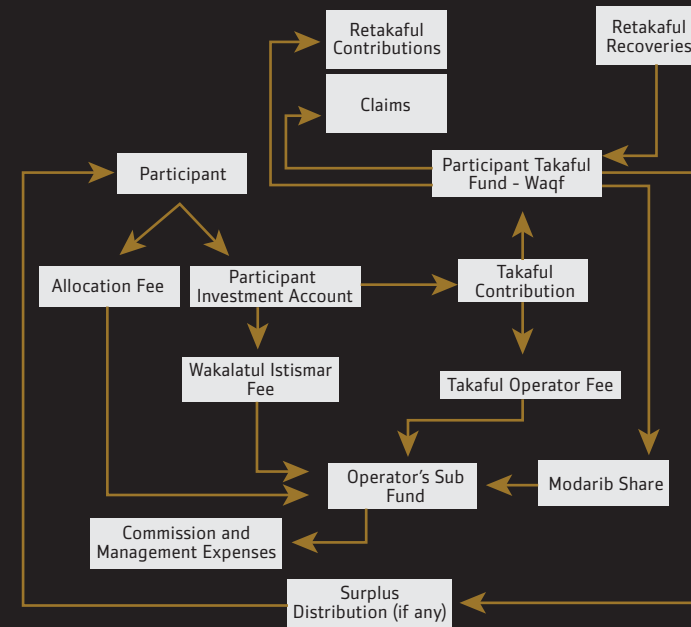 Retakaful
Contributions
Retakaful
Recoveries
Claims
Participant
Participant Takaful
Fund - Waqf
Allocation Fee
Participant
Investment Account
Takaful
Contribution
Wakalatul Istismar
Fee
Takaful Operator Fee
Operator's Sub
Fund
Modarib Share
Commission and
Management Expenses
Surplus
Distribution (if any)